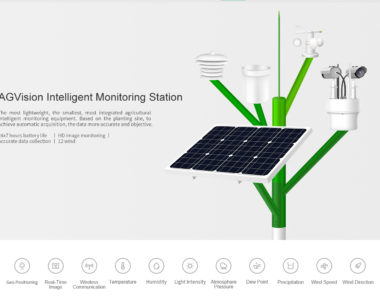 AGVision Intelligent Monitoring Station
The most lightweight, the smallest, most integrated agricultural
intelligent monitoring equipment. Based on the planting site, to
achieve automatic acquisition, the data more accurate and objective.
24x7 hours battery life | HD image monitoring |
accurate data collection | 12 wind
Geo-Positioning
Real-Time
Image
Wireless
Communication
Temperature
Humidity
Light Intensity
Atmosphere
Pressure
Dew Point
Precipitation
Wind Speed
Wind Direction